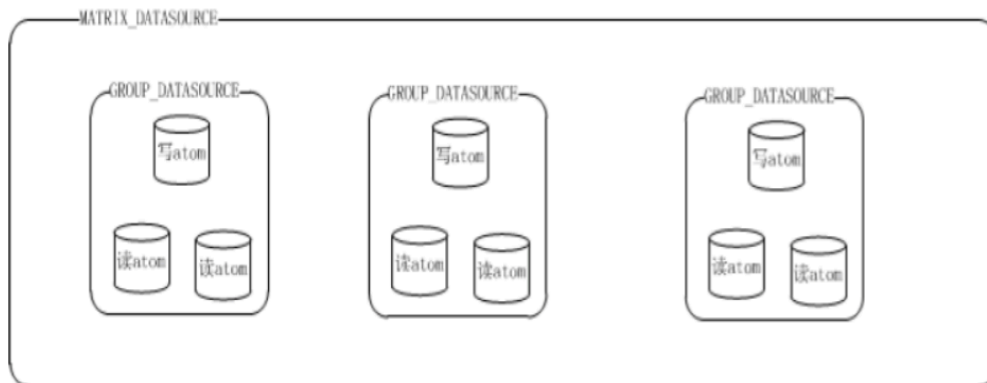 MATRIX_DATASOURCE
GROUP_DATASOURCE
GROUP_DATASOURCE
GROUP_DATASOURCE
写atom
写atom
写atom
读atom
读atom
读atom
读atom
读atom
读atom